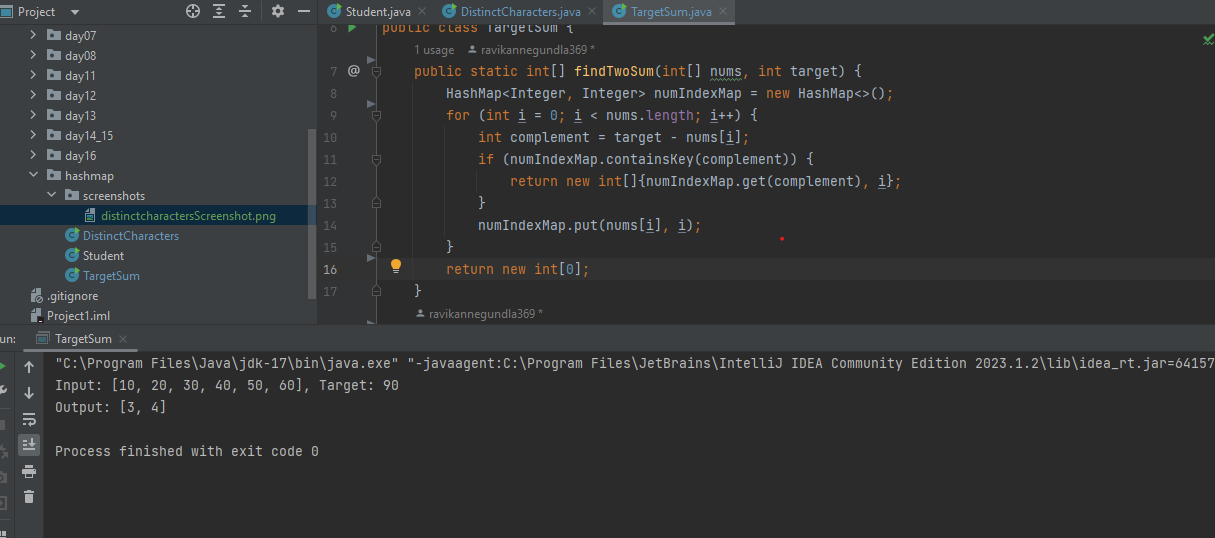 Project
Student.java
DistinctCharacters.java
TargetSum.java
day07
day08
day11
day12
day13
day14_15
day16
hashmap
screenshots
distinctcharactersScreenshot.png
DistinctCharacters
Student
TargetSum
.gitignore
Project1.iml
6 public class TargetSum {
1 usage ravikannegundla369 *
7 @ public static int[] findTwoSum(int[] nums, int target) {
8 HashMap<Integer, Integer> numIndexMap = new HashMap<>();
9 for (int i = 0; i < nums.length; i++) {
10 int complement = target - nums[i];
11 if (numIndexMap.containsKey(complement)) {
12 return new int[]{numIndexMap.get(complement), i};
13 }
14 numIndexMap.put(nums[i], i);
15 }
16 return new int[0];
17 }
ravikannegundla369 *
un: TargetSum
"C:\Program Files\Java\jdk-17\bin\java.exe" "-javaagent:C:\Program Files\JetBrains\IntelliJ IDEA Community Edition 2023.1.2\lib\idea_rt.jar=64157
Input: [10, 20, 30, 40, 50, 60], Target: 90
Output: [3, 4]
Process finished with exit code 0